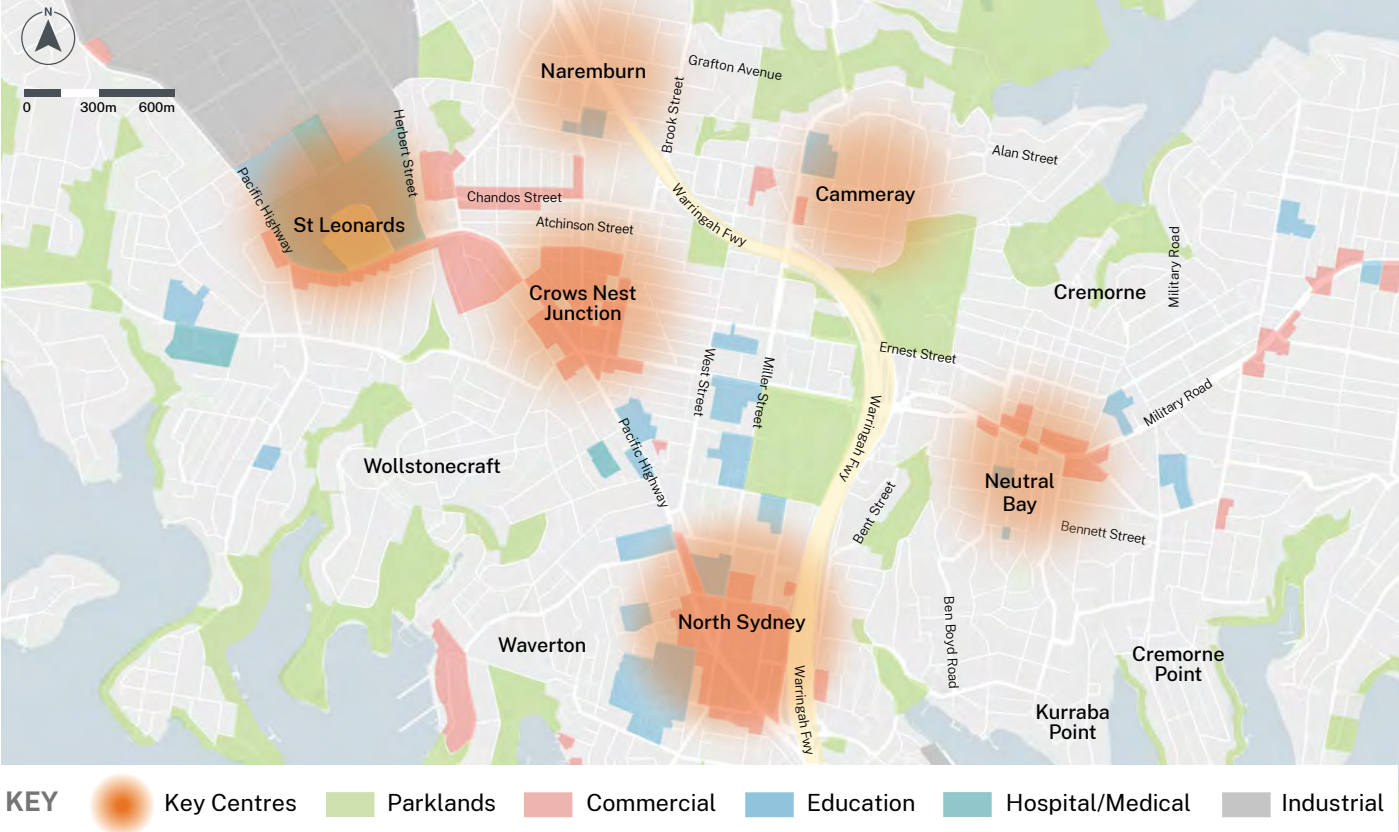 N
0 300m 600m
Naremburn
Grafton Avenue
Brook Street
Herbert Street
Alan Street
Pacific Highway
Chandos Street
Cammeray
St Leonards
Atchinson Street
Warringah Fwy
Military Road
Crows Nest
Junction
Cremorne
Ernest Street
West Street
Miller Street
Military Road
Warringah Fwy
Pacific Highway
Wollstonecraft
Neutral
Bay
Bent Street
Bennett Street
North Sydney
Ben Boyd Road
Waverton
Cremorne
Point
Warringah Fwy
Kurraba
Point
KEY Key Centres Parklands Commercial Education Hospital/Medical Industrial